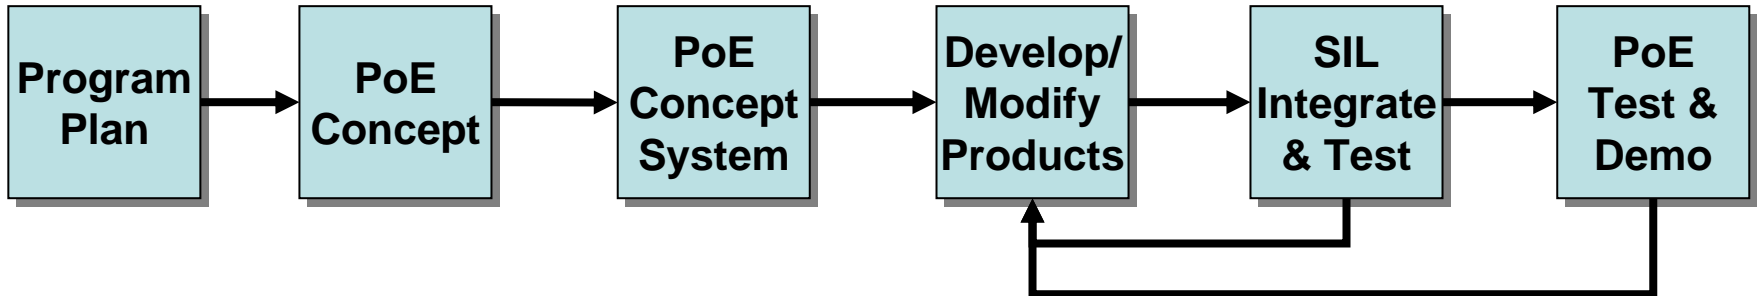 Program
Plan
PoE
Concept
PoE
Concept
System
Develop/
Modify
Products
SIL
Integrate
& Test
PoE
Test &
Demo